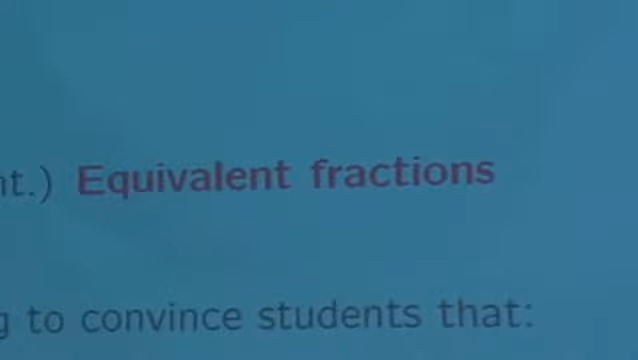 nt.) Equivalent fractions
g to convince students that: